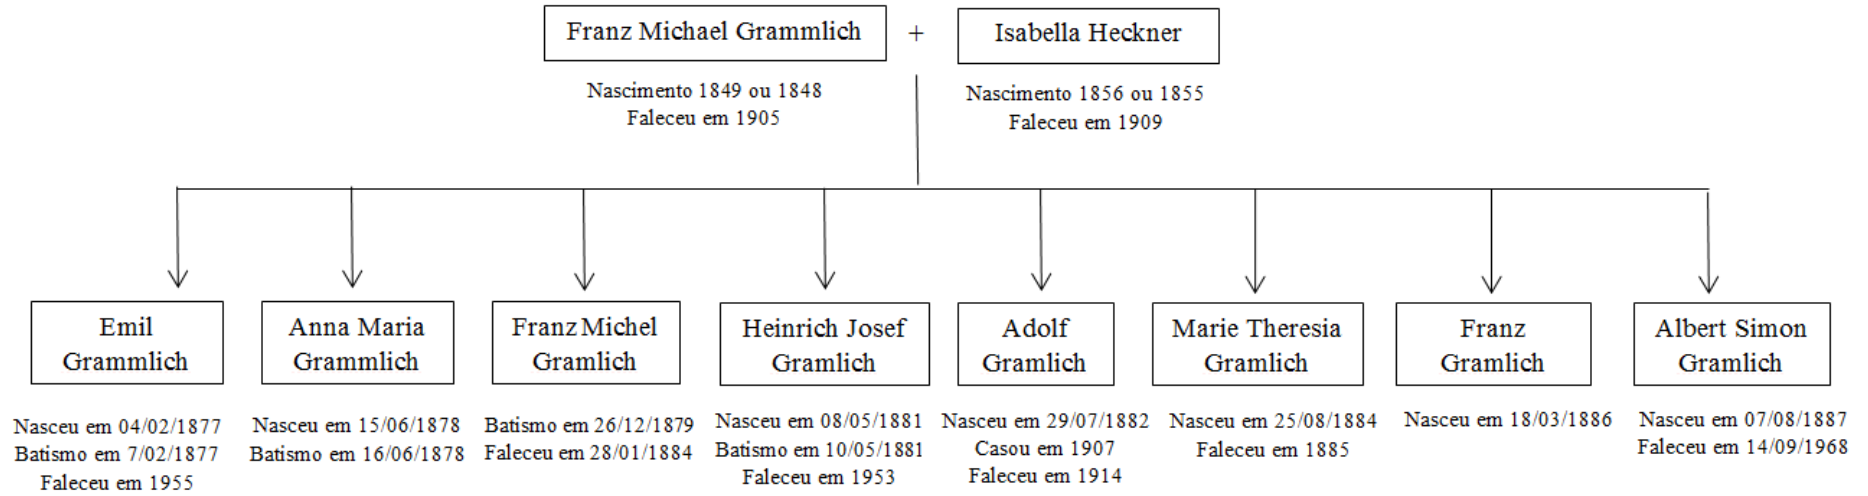 Franz Michael Grammlich
+
Isabella Heckner
Nascimento 1849 ou 1848
Faleceu em 1905
Nascimento 1856 ou 1855
Faleceu em 1909
Emil
Grammlich
Nasceu em 04/02/1877
Batismo em 7/02/1877
Faleceu em 1955
Anna Maria
Grammlich
Nasceu em 15/06/1878
Batismo em 16/06/1878
Franz Michel
Gramlich
Batismo em 26/12/1879
Faleceu em 28/01/1884
Heinrich Josef
Gramlich
Nasceu em 08/05/1881
Batismo em 10/05/1881
Faleceu em 1953
Adolf
Gramlich
Nasceu em 29/07/1882
Casou em 1907
Faleceu em 1914
Marie Theresia
Gramlich
Nasceu em 25/08/1884
Faleceu em 1885
Franz
Gramlich
Nasceu em 18/03/1886
Albert Simon
Gramlich
Nasceu em 07/08/1887
Faleceu em 14/09/1968